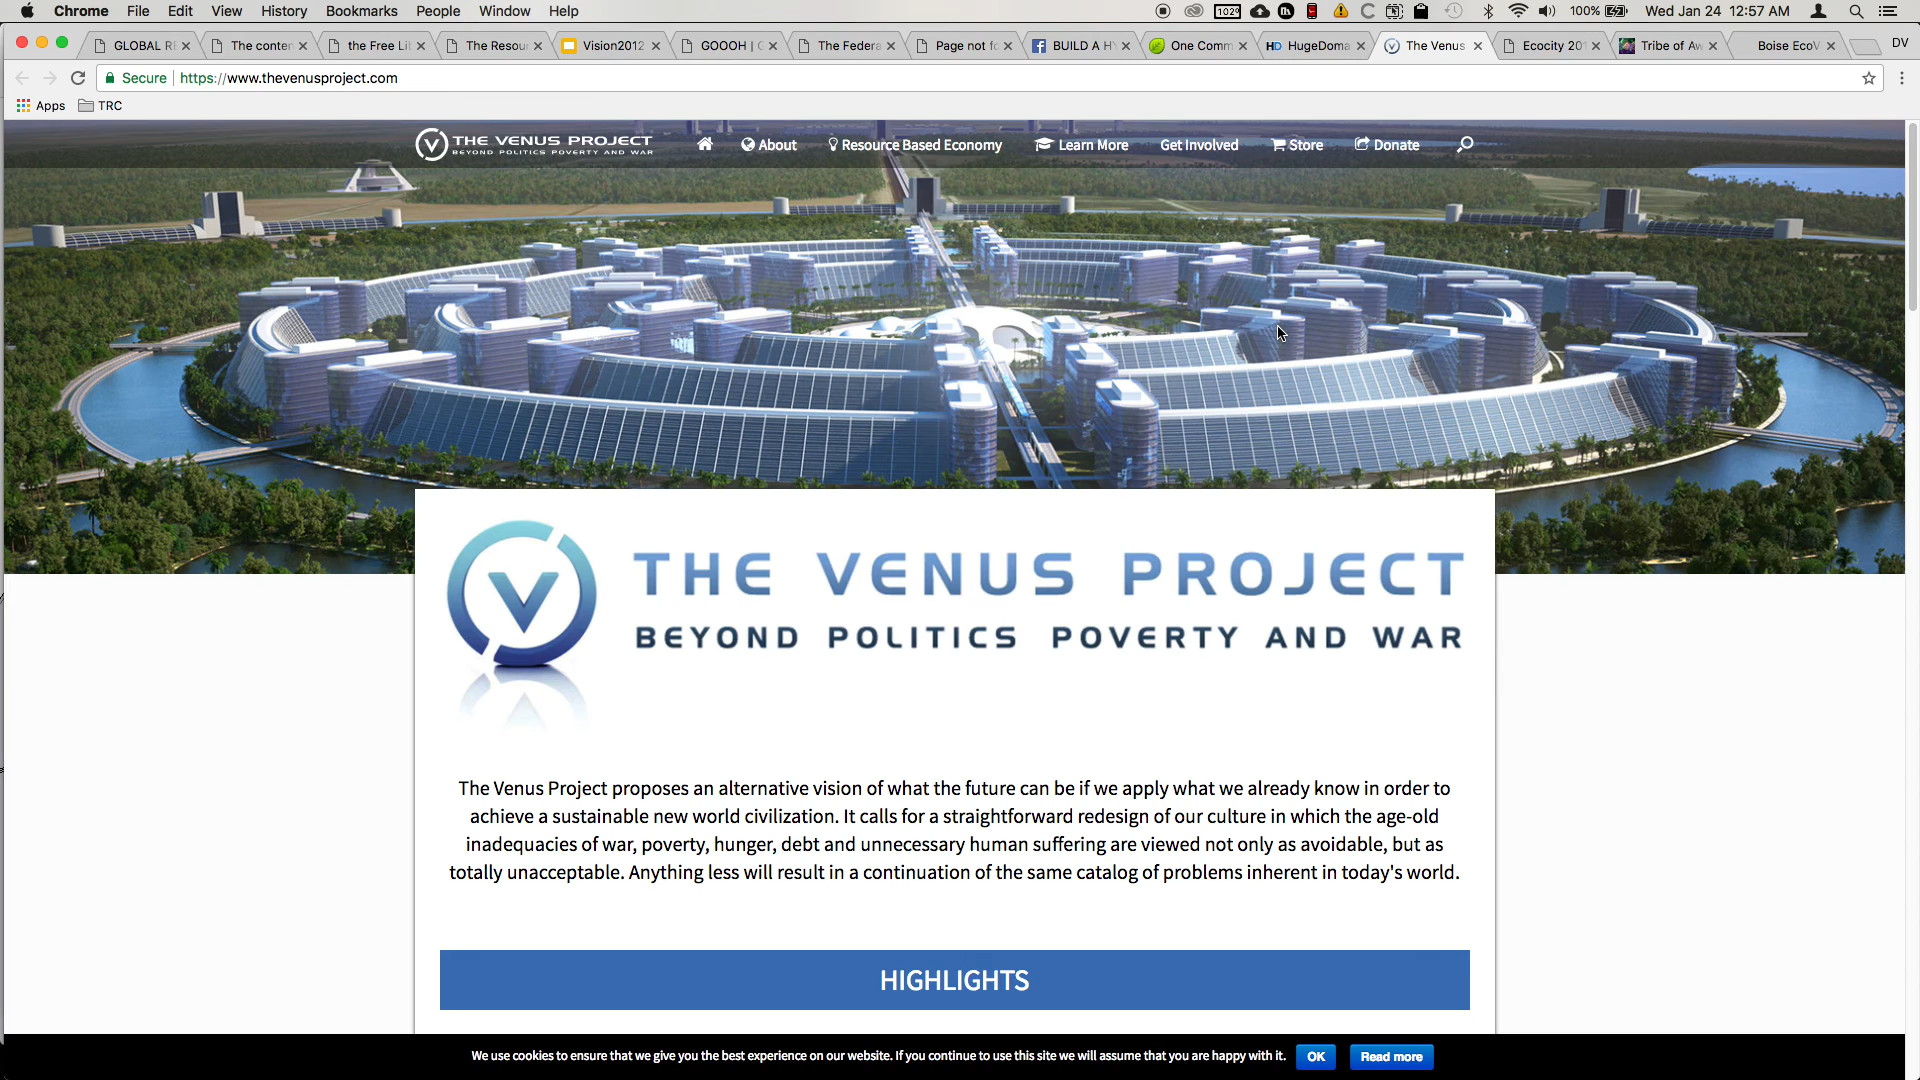 Chrome File Edit View History Bookmarks People Window Help 100% Wed Jan 24 12:57 AM
GLOBAL RE The conten the Free Li The Resou Vision2012 GOOOH | G The Federa Page not fo BUILD A HY One Comm HugeDoma The Venus Ecocity 201 Tribe of Aw Boise EcoV DV
Secure https://www.thevenusproject.com
Apps TRC
THE VENUS PROJECT
BEYOND POLITICS POVERTY AND WAR
About Resource Based Economy Learn More Get Involved Store Donate
THE VENUS PROJECT
BEYOND POLITICS POVERTY AND WAR
The Venus Project proposes an alternative vision of what the future can be if we apply what we already know in order to
achieve a sustainable new world civilization. It calls for a straightforward redesign of our culture in which the age-old
inadequacies of war, poverty, hunger, debt and unnecessary human suffering are viewed not only as avoidable, but as
totally unacceptable. Anything less will result in a continuation of the same catalog of problems inherent in today's world.
HIGHLIGHTS
We use cookies to ensure that we give you the best experience on our website. If you continue to use this site we will assume that you are happy with it. OK Read more